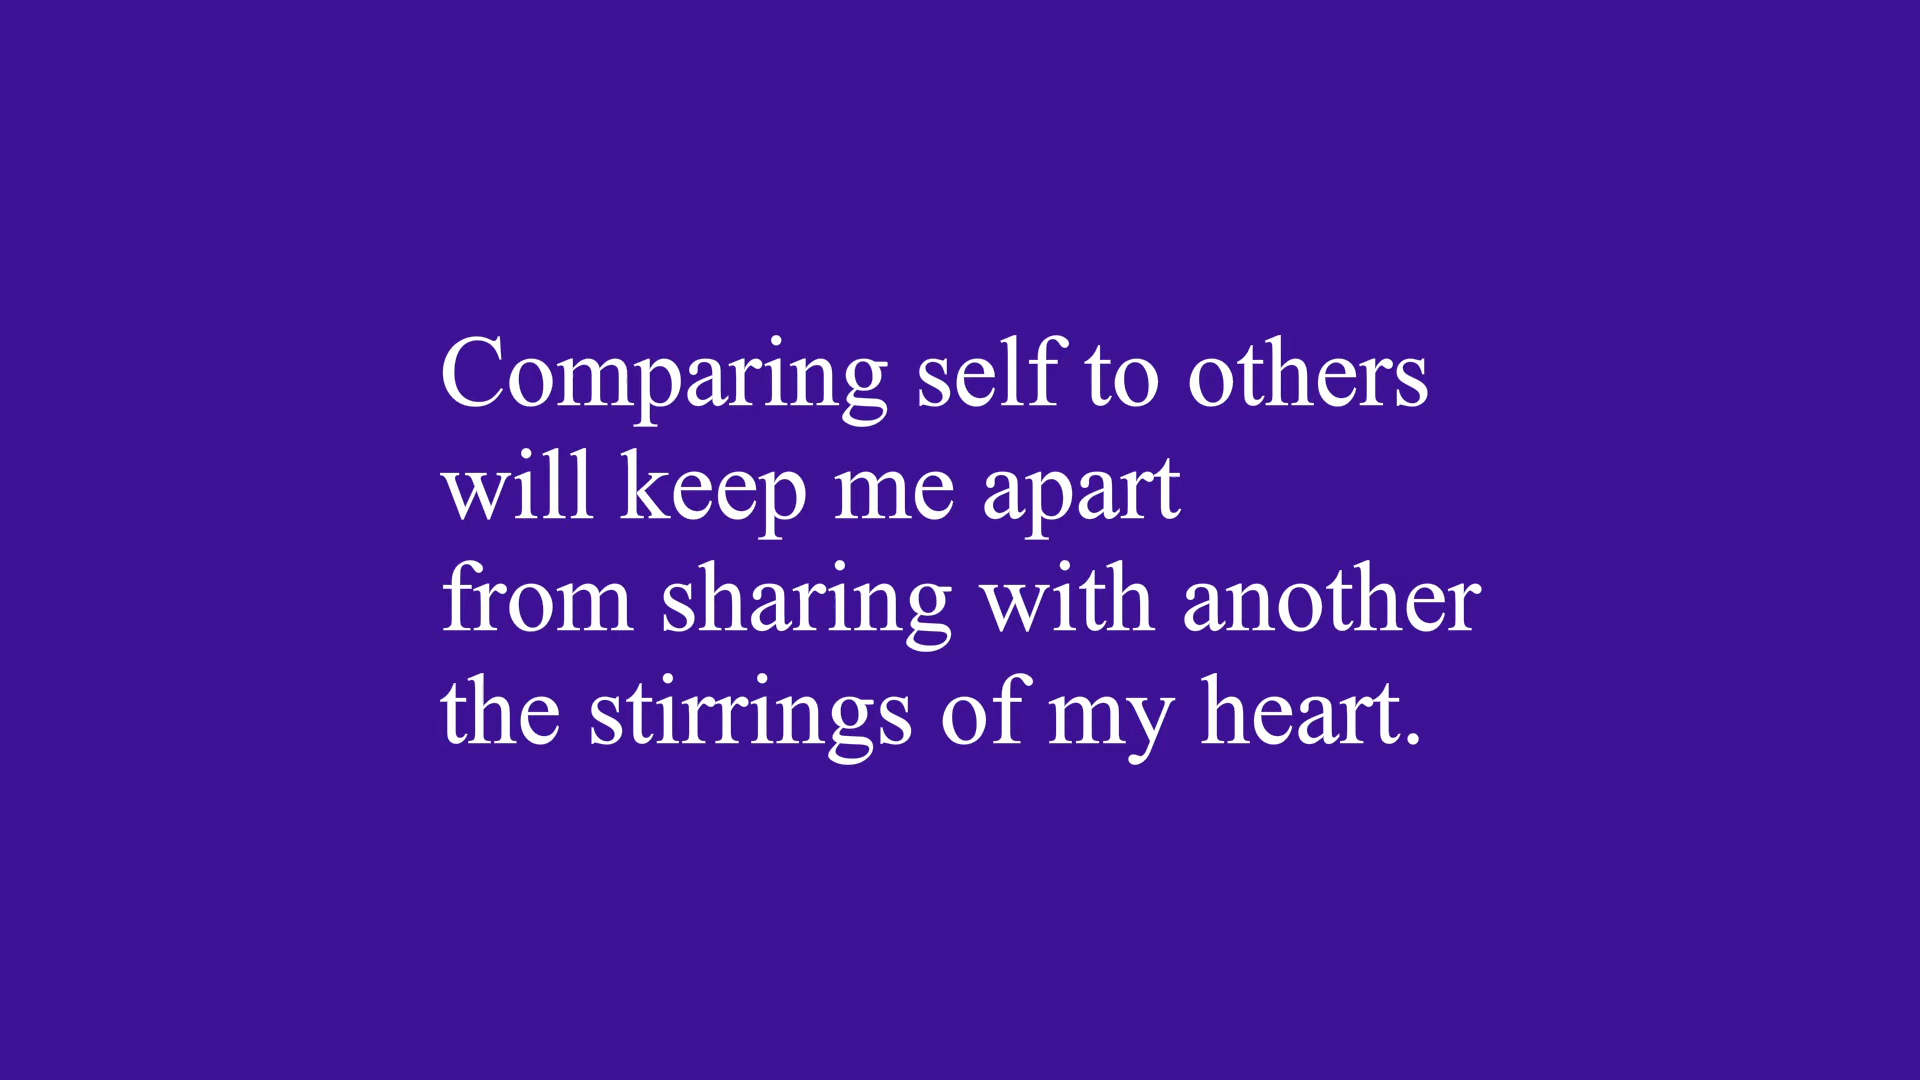 Comparing self to others
will keep me apart
from sharing with another
the stirrings of my heart.